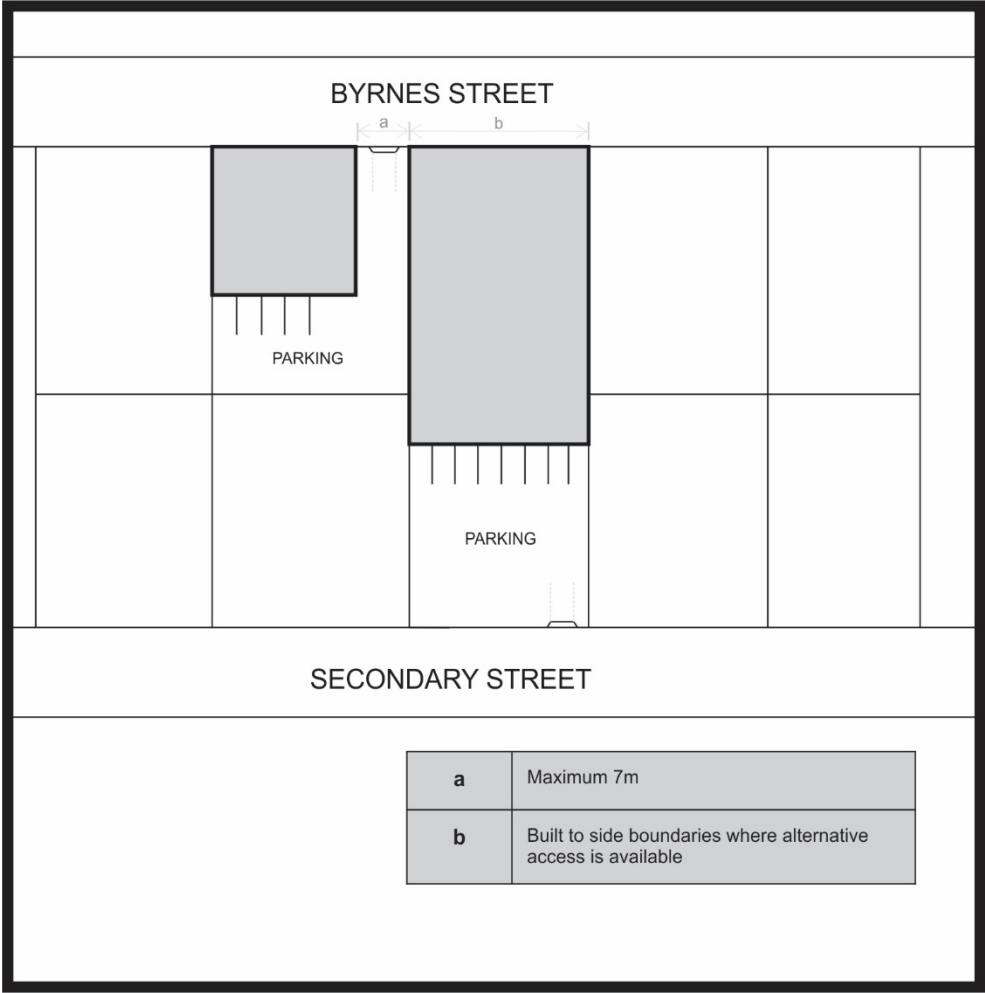 BYRNES STREET
a
b
PARKING
PARKING
SECONDARY STREET
a
Maximum 7m
b
Built to side boundaries where alternative
access is available